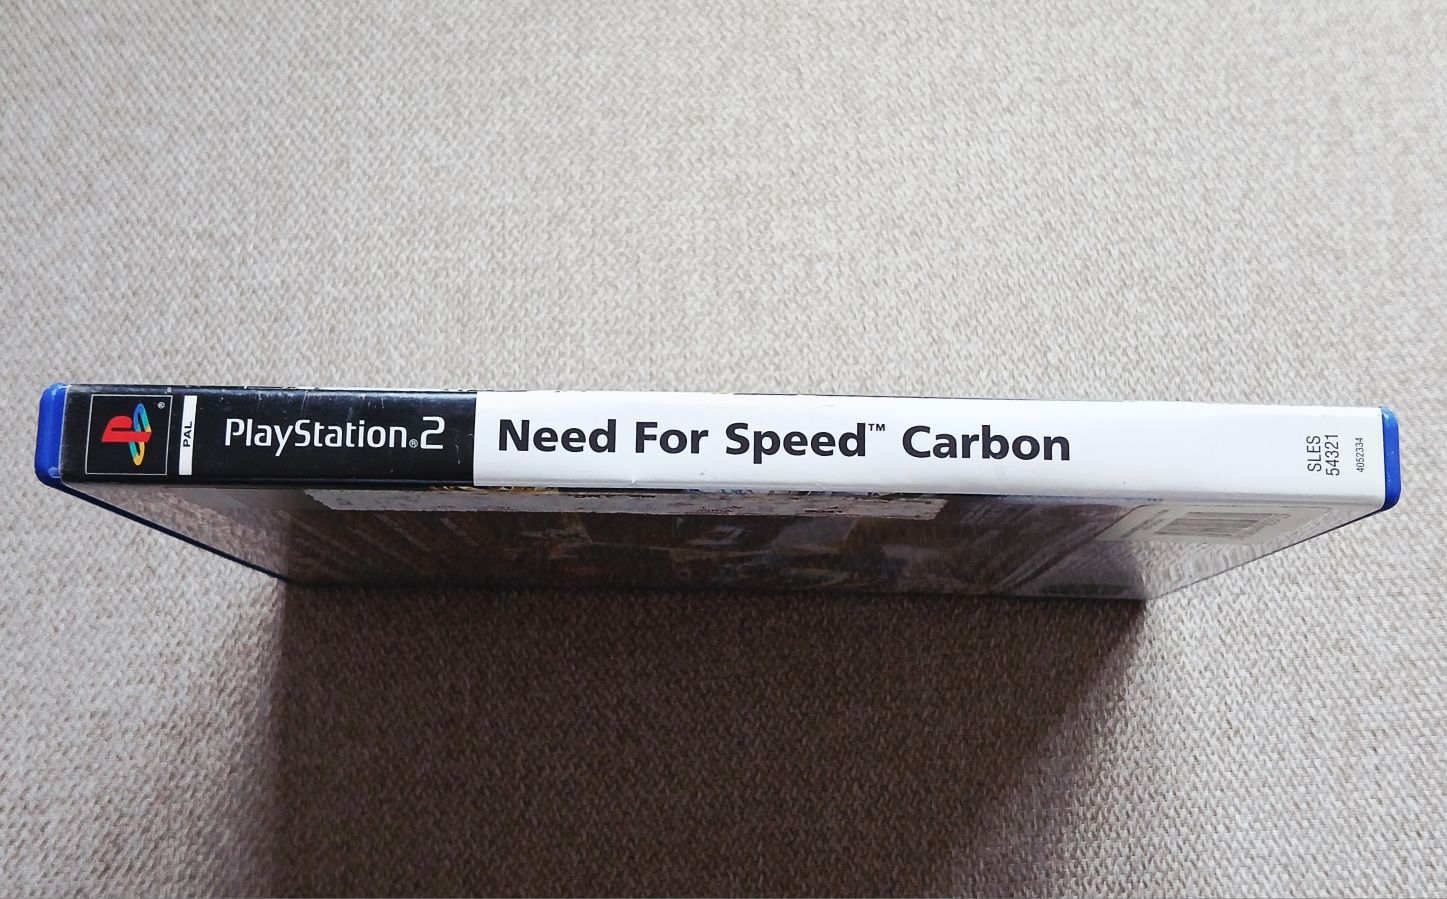 PAL
PlayStation®2
Need For Speed™ Carbon
SLES
54321
4052334